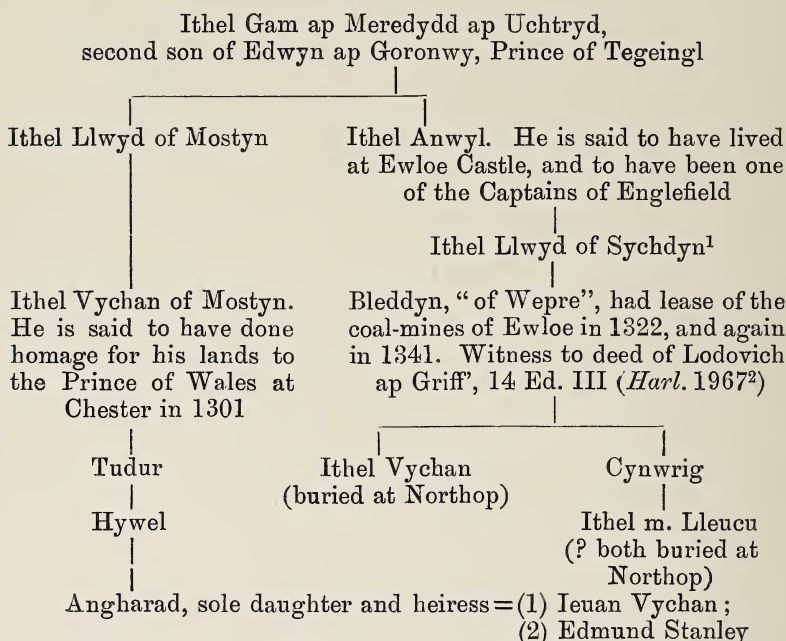 Ithel Gam ap Meredydd ap Uchtryd,
second son of Edwyn ap Goronwy, Prince of Tegeingl
Ithel Llwyd of Mostyn
Ithel Anwyl. He is said to have lived
at Ewloe Castle, and to have been one
of the Captains of Englefield
Ithel Llwyd of Sychdyn¹
Ithel Vychan of Mostyn.
He is said to have done
homage for his lands to
the Prince of Wales at
Chester in 1301
Bleddyn, "of Wepre", had lease of the
coal-mines of Ewloe in 1322, and again
in 1341. Witness to deed of Lodovich
ap Griff', 14 Ed. III (Harl. 1967²)
Tudur
Ithel Vychan
(buried at Northop)
Cynwrig
Hywel
Ithel m. Lleucu
(? both buried at
Northop)
Angharad, sole daughter and heiress=(1) Ieuan Vychan;
(2) Edmund Stanley